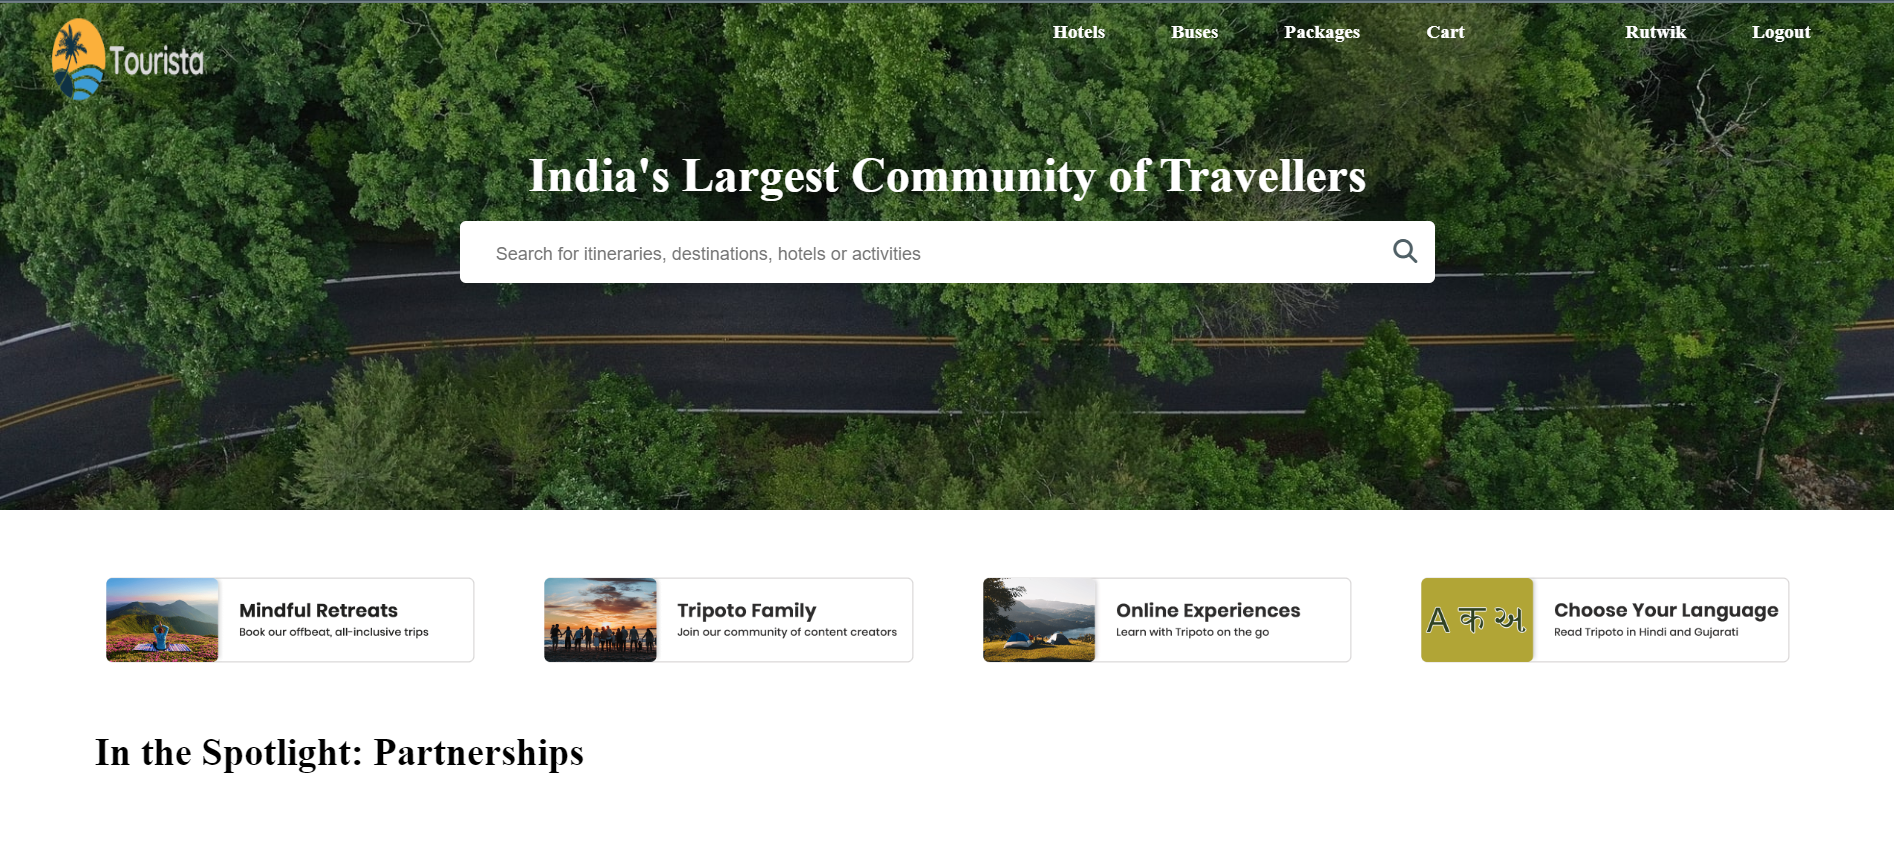 Tourista
Hotels Buses Packages Cart Rutwik Logout
India's Largest Community of Travellers
Search for itineraries, destinations, hotels or activities
Mindful Retreats
Book our offbeat, all-inclusive trips
Tripoto Family
Join our community of content creators
Online Experiences
Learn with Tripoto on the go
A क અ
Choose Your Language
Read Tripoto in Hindi and Gujarati
In the Spotlight: Partnerships